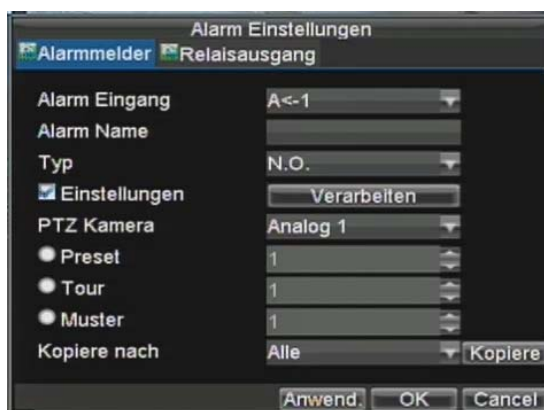 Alarm Einstellungen
Alarmmelder Relaisausgang
Alarm Eingang A<-1
Alarm Name
Typ N.O.
Einstellungen Verarbeiten
PTZ Kamera Analog 1
Preset 1
Tour 1
Muster 1
Kopiere nach Alle Kopiere
Anwend. OK Cancel